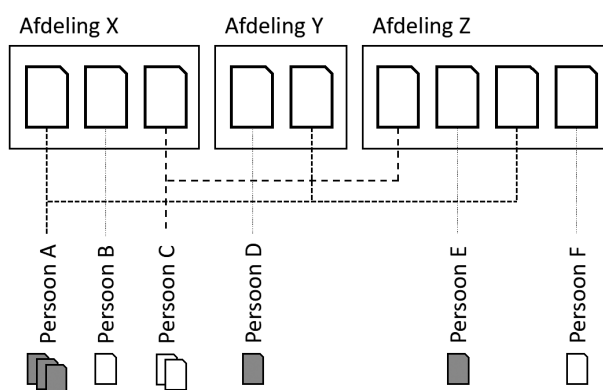 Afdeling X
Afdeling Y
Afdeling Z
Persoon A
Persoon B
Persoon C
Persoon D
Persoon E
Persoon F